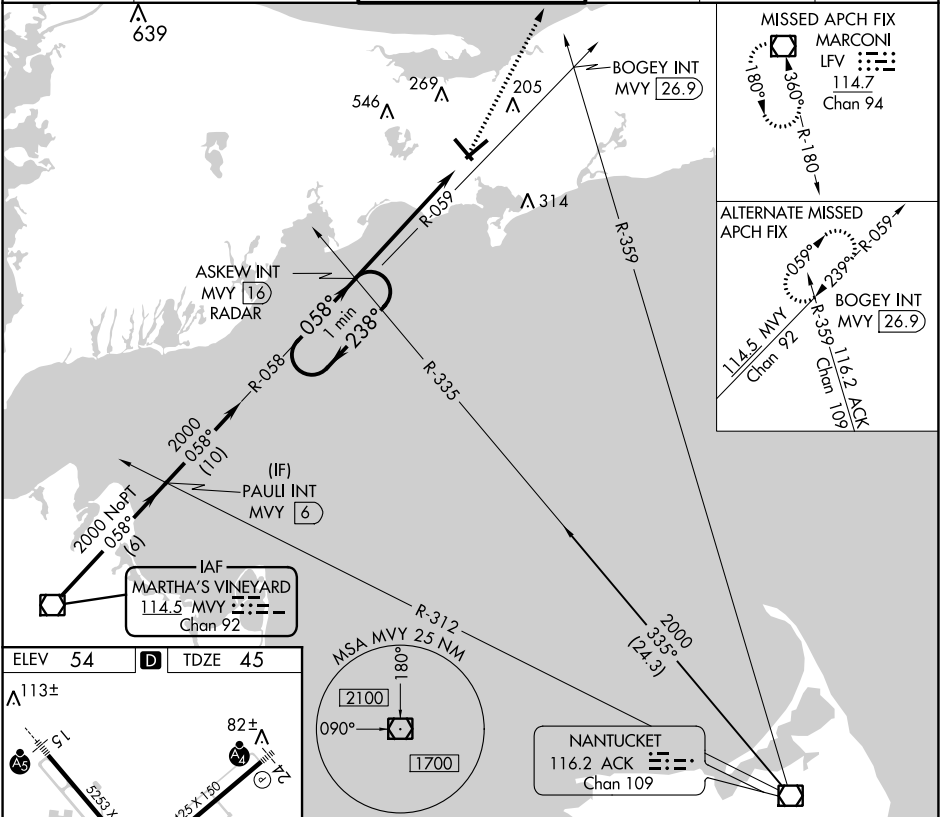 639
546
269
205
314
BOGEY INT
MVY 26.9
R-059
R-359
ASKEW INT
MVY 16
RADAR
058°
1 min
238°
R-058
R-335
2000
058°
(10)
(IF)
PAULI INT
MVY 6
2000 NoPT
058°
(6)
IAF
MARTHA'S VINEYARD
114.5 MVY
Chan 92
R-312
2000
335°
(24.3)
NANTUCKET
116.2 ACK
Chan 109
MSA MVY 25 NM
180°
2100
090°
1700
MISSED APCH FIX
MARCONI
LFV
114.7
Chan 94
180°
360°
R-180
ALTERNATE MISSED
APCH FIX
059°
239°
R-059
BOGEY INT
MVY 26.9
114.5 MVY
Chan 92
R-359
116.2 ACK
Chan 109
ELEV 54 D TDZE 45
113±
82±
A5
15
A4
24
P
5253 X